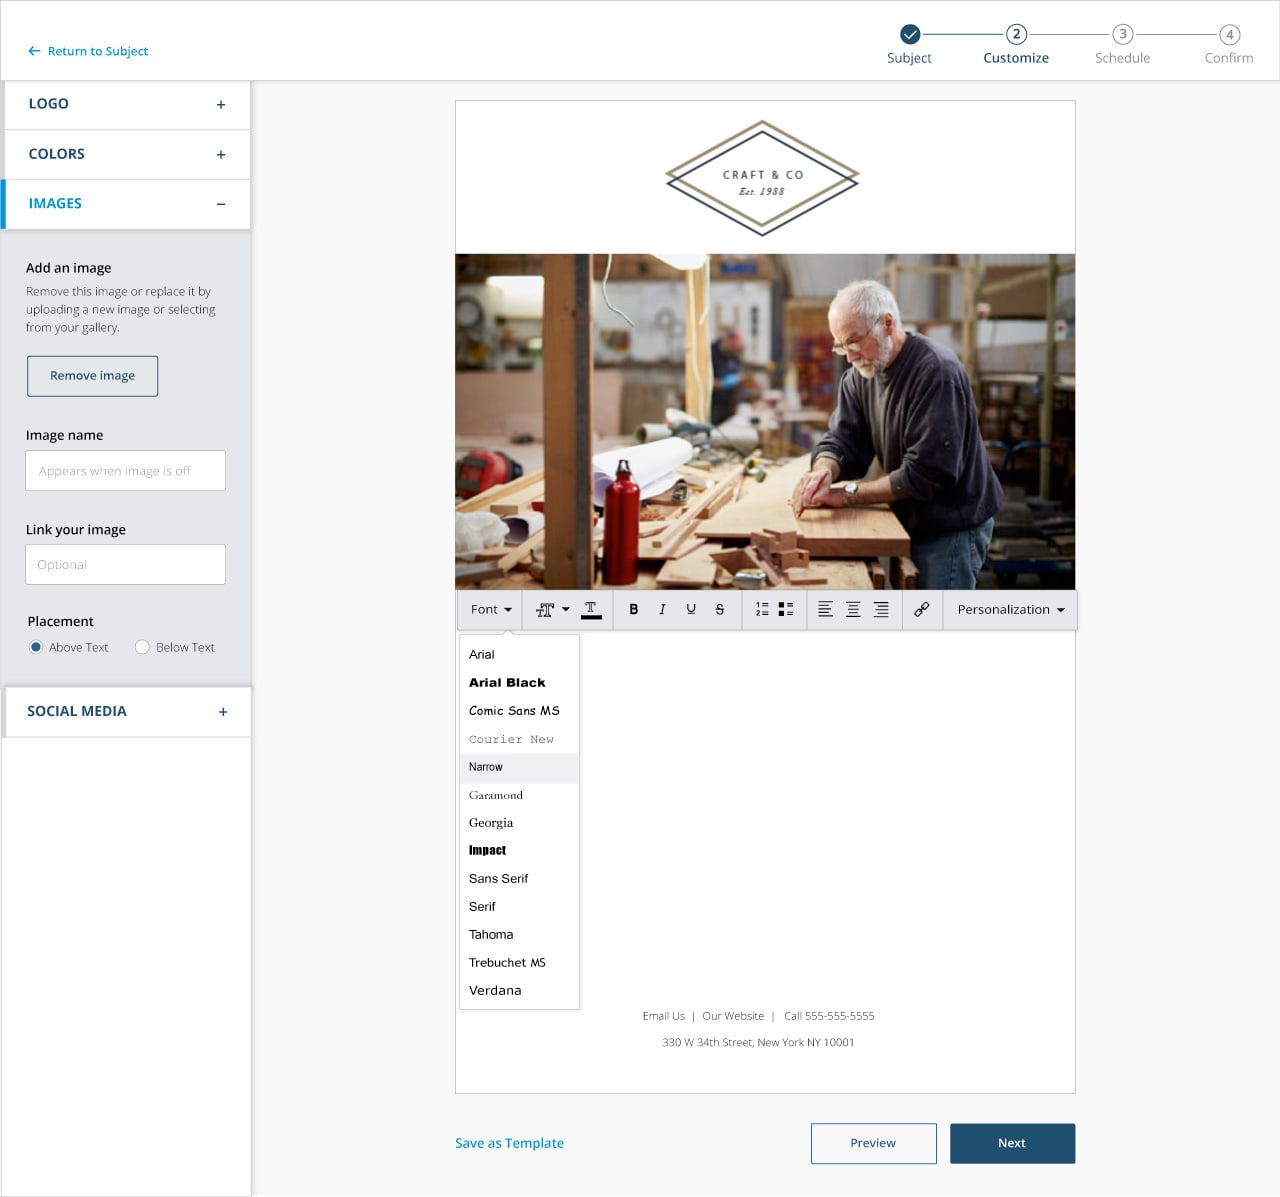 Return to Subject
2 3 4
Subject Customize Schedule Confirm
LOGO +
COLORS +
IMAGES −
Add an image
Remove this image or replace it by
uploading a new image or selecting
from your gallery.
Remove image
Image name
Appears when image is off
Link your image
Optional
Placement
Above Text Below Text
SOCIAL MEDIA +
CRAFT & CO
Est. 1988
Font T T B I U S 1 2 Personalization
Arial
Arial Black
Comic Sans MS
Courier New
Narrow
Garamond
Georgia
Impact
Sans Serif
Serif
Tahoma
Trebuchet MS
Verdana
Email Us | Our Website | Call 555-555-5555
330 W 34th Street, New York NY 10001
Save as Template Preview Next